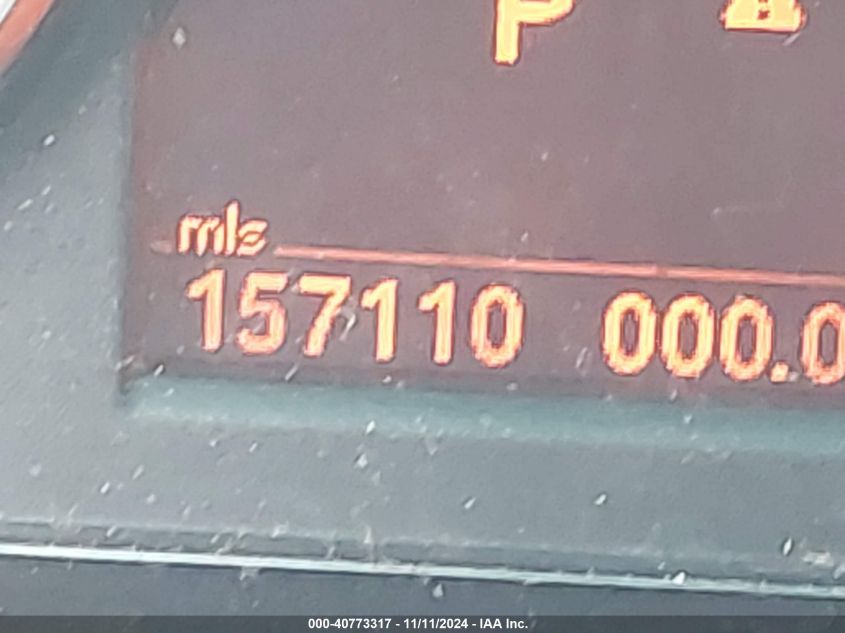 P
mls
157110 000.0
000-40773317 - 11/11/2024 - IAA Inc.